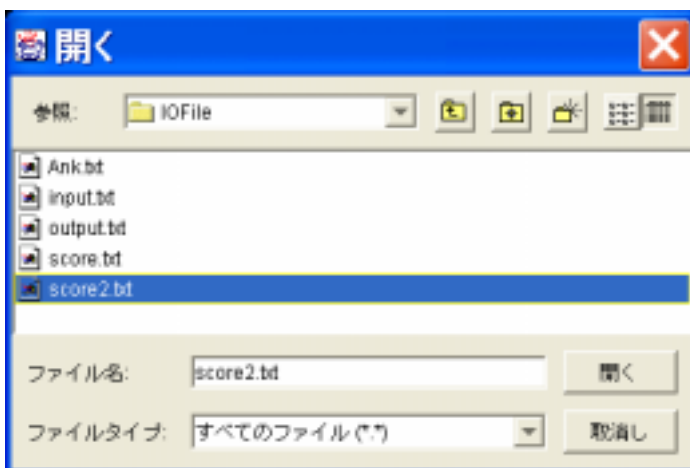 開く
参照: IOFile
Ank.txt
input.txt
output.txt
score.txt
score2.txt
ファイル名: score2.txt 開く
ファイルタイプ: すべてのファイル (*.*) 取消し